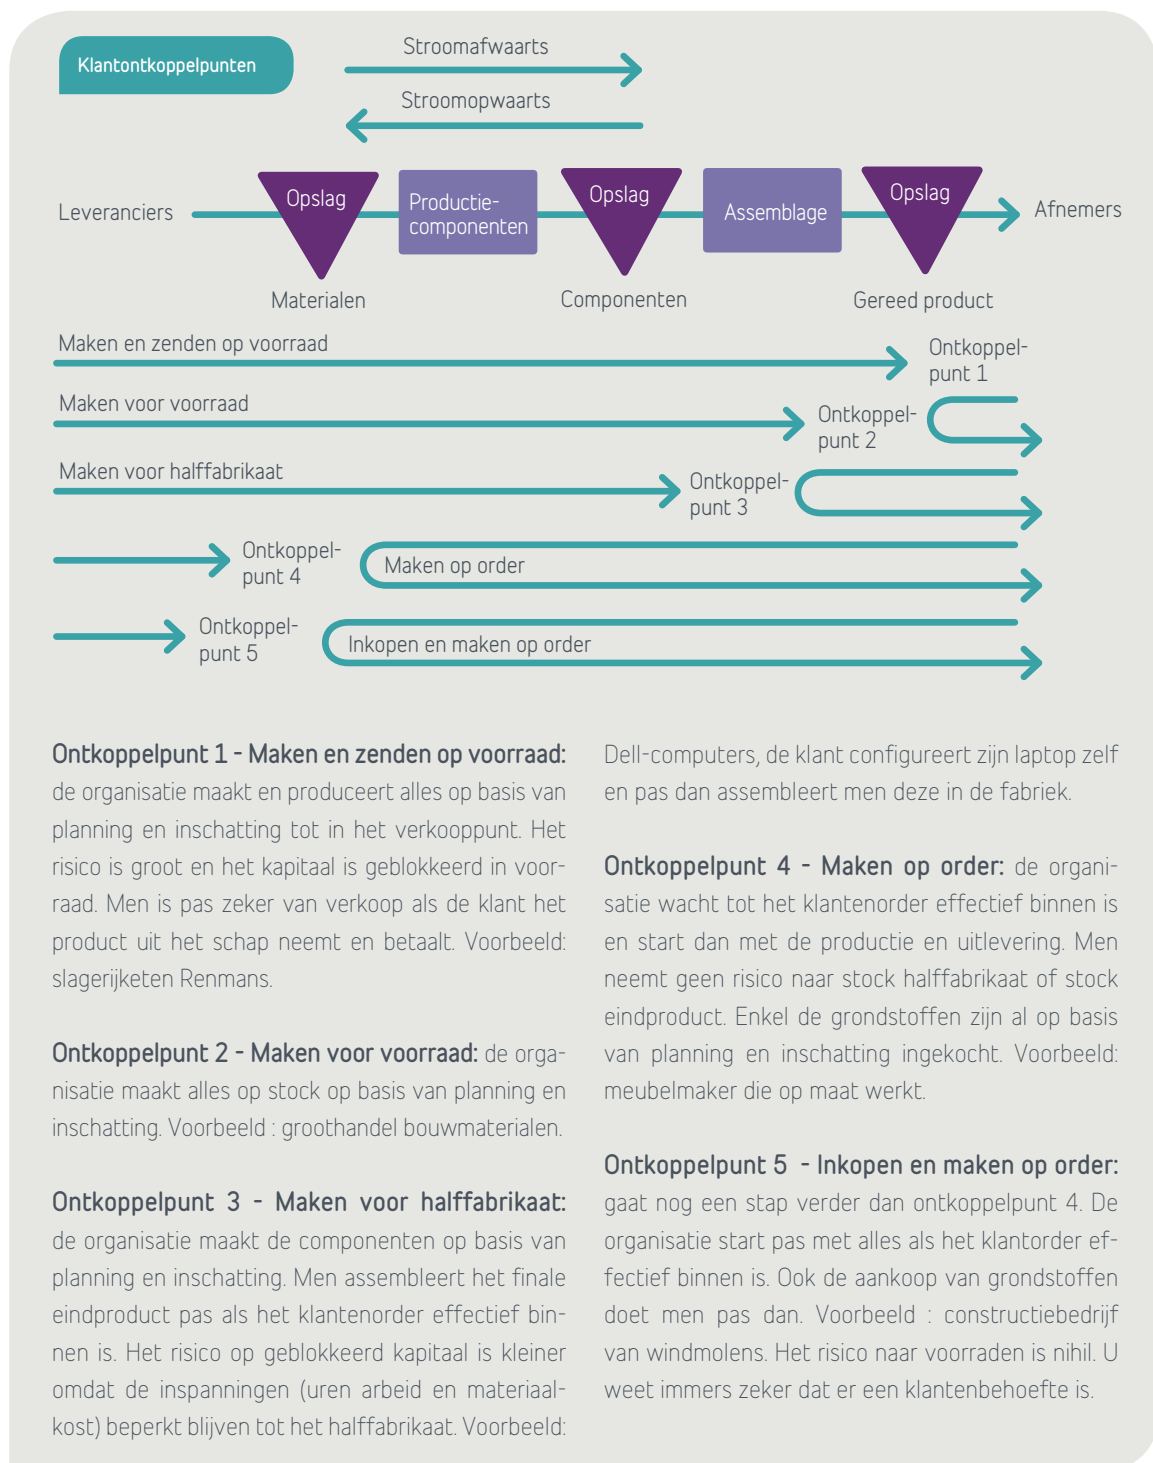 Klantontkoppelpunten
Stroomafwaarts
Stroomopwaarts
Leveranciers
Opslag
Productie-
componenten
Opslag
Assemblage
Opslag
Afnemers
Materialen
Componenten
Gereed product
Maken en zenden op voorraad
Ontkoppel-
punt 1
Maken voor voorraad
Ontkoppel-
punt 2
Maken voor halffabrikaat
Ontkoppel-
punt 3
Ontkoppel-
punt 4
Maken op order
Ontkoppel-
punt 5
Inkopen en maken op order
Ontkoppelpunt 1 - Maken en zenden op voorraad:
de organisatie maakt en produceert alles op basis van
planning en inschatting tot in het verkooppunt. Het
risico is groot en het kapitaal is geblokkeerd in voor-
raad. Men is pas zeker van verkoop als de klant het
product uit het schap neemt en betaalt. Voorbeeld:
slagerijketen Renmans.
Ontkoppelpunt 2 - Maken voor voorraad: de orga-
nisatie maakt alles op stock op basis van planning en
inschatting. Voorbeeld : groothandel bouwmaterialen.
Ontkoppelpunt 3 - Maken voor halffabrikaat:
de organisatie maakt de componenten op basis van
planning en inschatting. Men assembleert het finale
eindproduct pas als het klantenorder effectief bin-
nen is. Het risico op geblokkeerd kapitaal is kleiner
omdat de inspanningen (uren arbeid en materiaal-
kost) beperkt blijven tot het halffabrikaat. Voorbeeld:
Dell-computers, de klant configureert zijn laptop zelf
en pas dan assembleert men deze in de fabriek.
Ontkoppelpunt 4 - Maken op order: de organi-
satie wacht tot het klantenorder effectief binnen is
en start dan met de productie en uitlevering. Men
neemt geen risico naar stock halffabrikaat of stock
eindproduct. Enkel de grondstoffen zijn al op basis
van planning en inschatting ingekocht. Voorbeeld:
meubelmaker die op maat werkt.
Ontkoppelpunt 5 - Inkopen en maken op order:
gaat nog een stap verder dan ontkoppelpunt 4. De
organisatie start pas met alles als het klantorder ef-
fectief binnen is. Ook de aankoop van grondstoffen
doet men pas dan. Voorbeeld : constructiebedrijf
van windmolens. Het risico naar voorraden is nihil. U
weet immers zeker dat er een klantenbehoefte is.